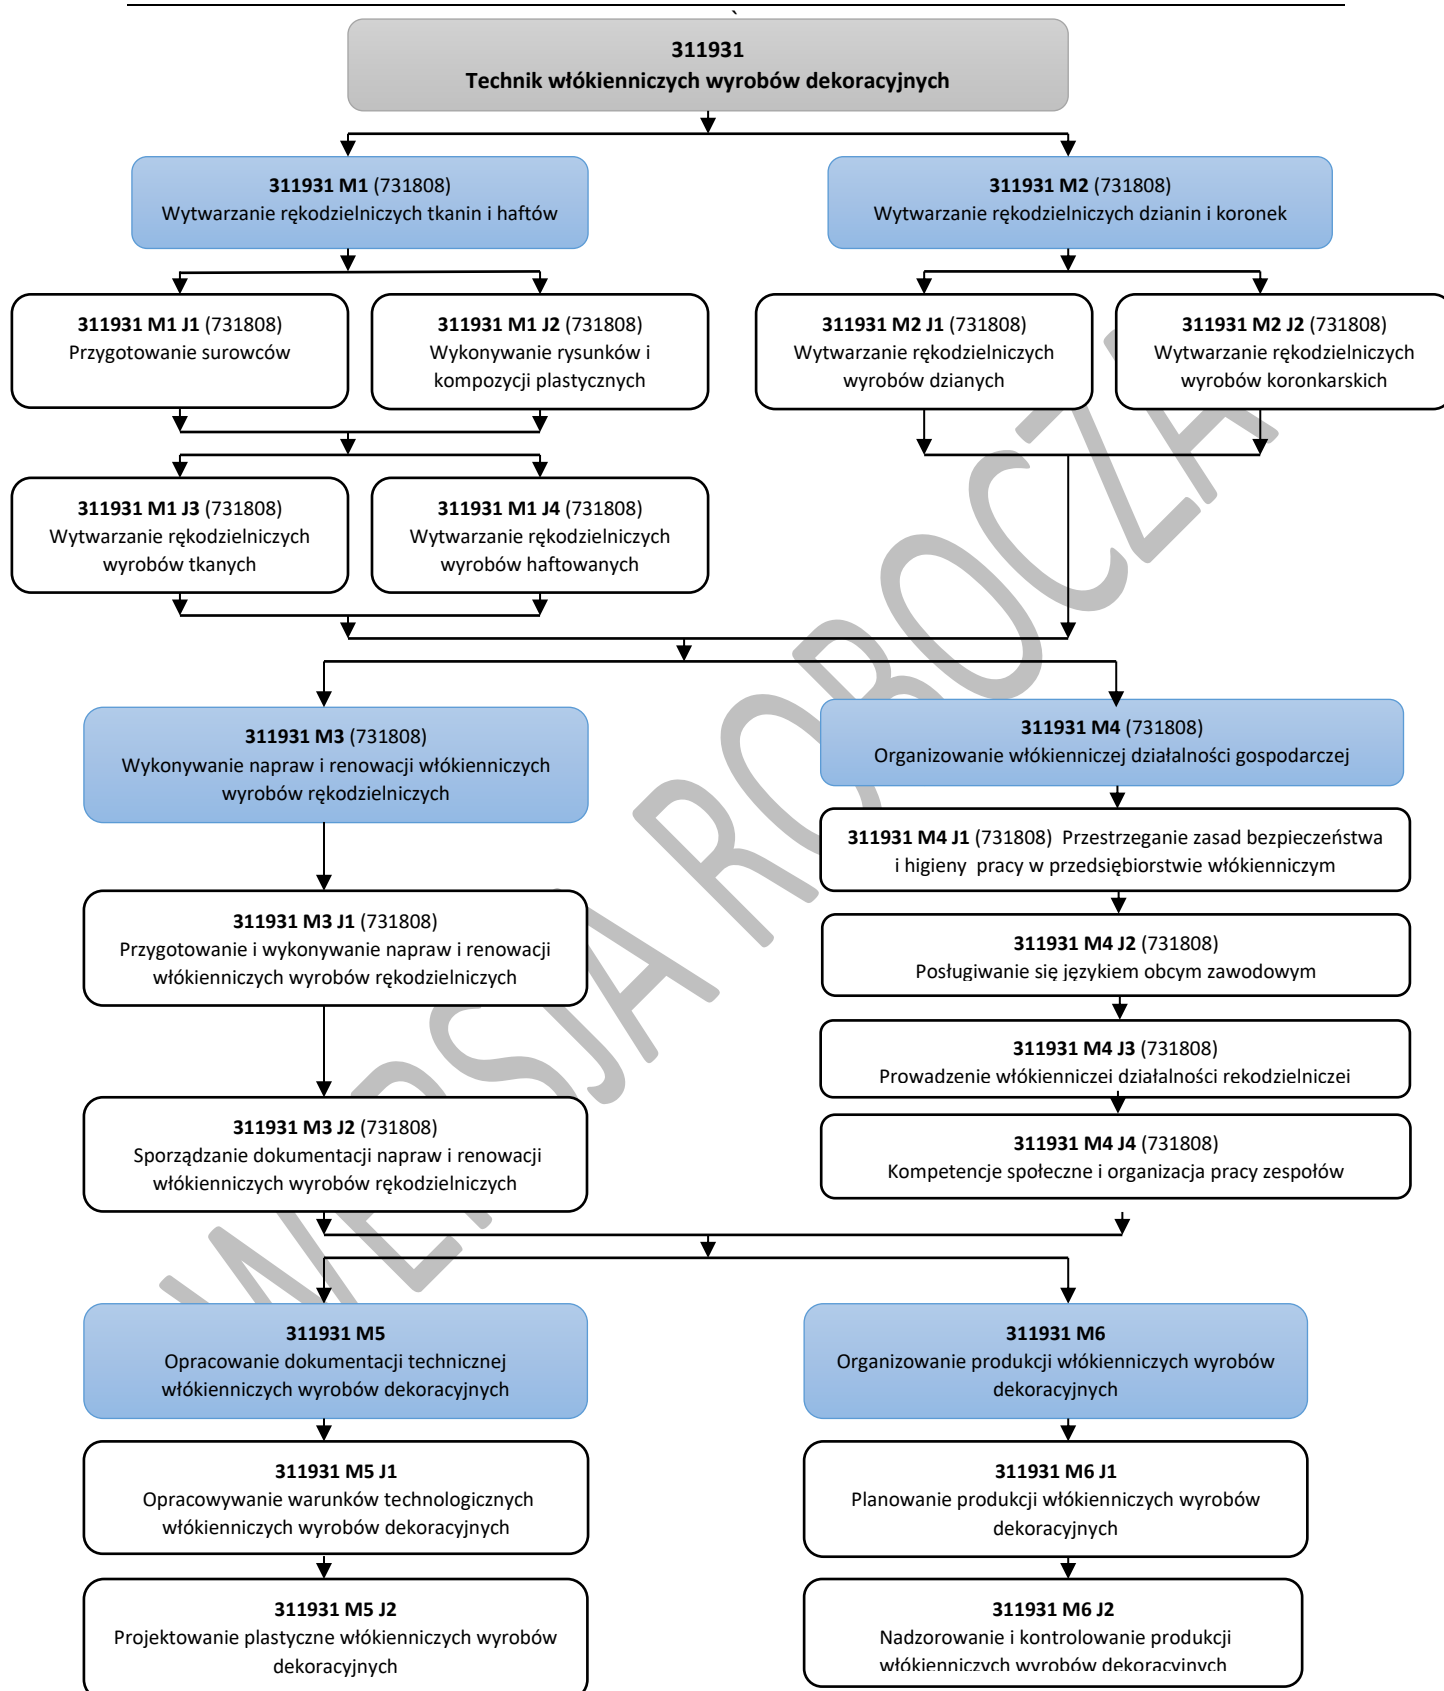 `
311931
Technik włókienniczych wyrobów dekoracyjnych
311931 M1 (731808)
Wytwarzanie rękodzielniczych tkanin i haftów
311931 M2 (731808)
Wytwarzanie rękodzielniczych dzianin i koronek
311931 M1 J1 (731808)
Przygotowanie surowców
311931 M1 J2 (731808)
Wykonywanie rysunków i
kompozycji plastycznych
311931 M2 J1 (731808)
Wytwarzanie rękodzielniczych
wyrobów dzianych
311931 M2 J2 (731808)
Wytwarzanie rękodzielniczych
wyrobów koronkarskich
311931 M1 J3 (731808)
Wytwarzanie rękodzielniczych
wyrobów tkanych
311931 M1 J4 (731808)
Wytwarzanie rękodzielniczych
wyrobów haftowanych
311931 M3 (731808)
Wykonywanie napraw i renowacji włókienniczych
wyrobów rękodzielniczych
311931 M4 (731808)
Organizowanie włókienniczej działalności gospodarczej
311931 M4 J1 (731808) Przestrzeganie zasad bezpieczeństwa
i higieny pracy w przedsiębiorstwie włókienniczym
311931 M3 J1 (731808)
Przygotowanie i wykonywanie napraw i renowacji
włókienniczych wyrobów rękodzielniczych
311931 M4 J2 (731808)
Posługiwanie się językiem obcym zawodowym
311931 M4 J3 (731808)
Prowadzenie włókienniczej działalności rękodzielniczej
311931 M3 J2 (731808)
Sporządzanie dokumentacji napraw i renowacji
włókienniczych wyrobów rękodzielniczych
311931 M4 J4 (731808)
Kompetencje społeczne i organizacja pracy zespołów
311931 M5
Opracowanie dokumentacji technicznej
włókienniczych wyrobów dekoracyjnych
311931 M6
Organizowanie produkcji włókienniczych wyrobów
dekoracyjnych
311931 M5 J1
Opracowywanie warunków technologicznych
włókienniczych wyrobów dekoracyjnych
311931 M6 J1
Planowanie produkcji włókienniczych wyrobów
dekoracyjnych
311931 M5 J2
Projektowanie plastyczne włókienniczych wyrobów
dekoracyjnych
311931 M6 J2
Nadzorowanie i kontrolowanie produkcji
włókienniczych wyrobów dekoracyjnych
WERSJA ROBOCZA